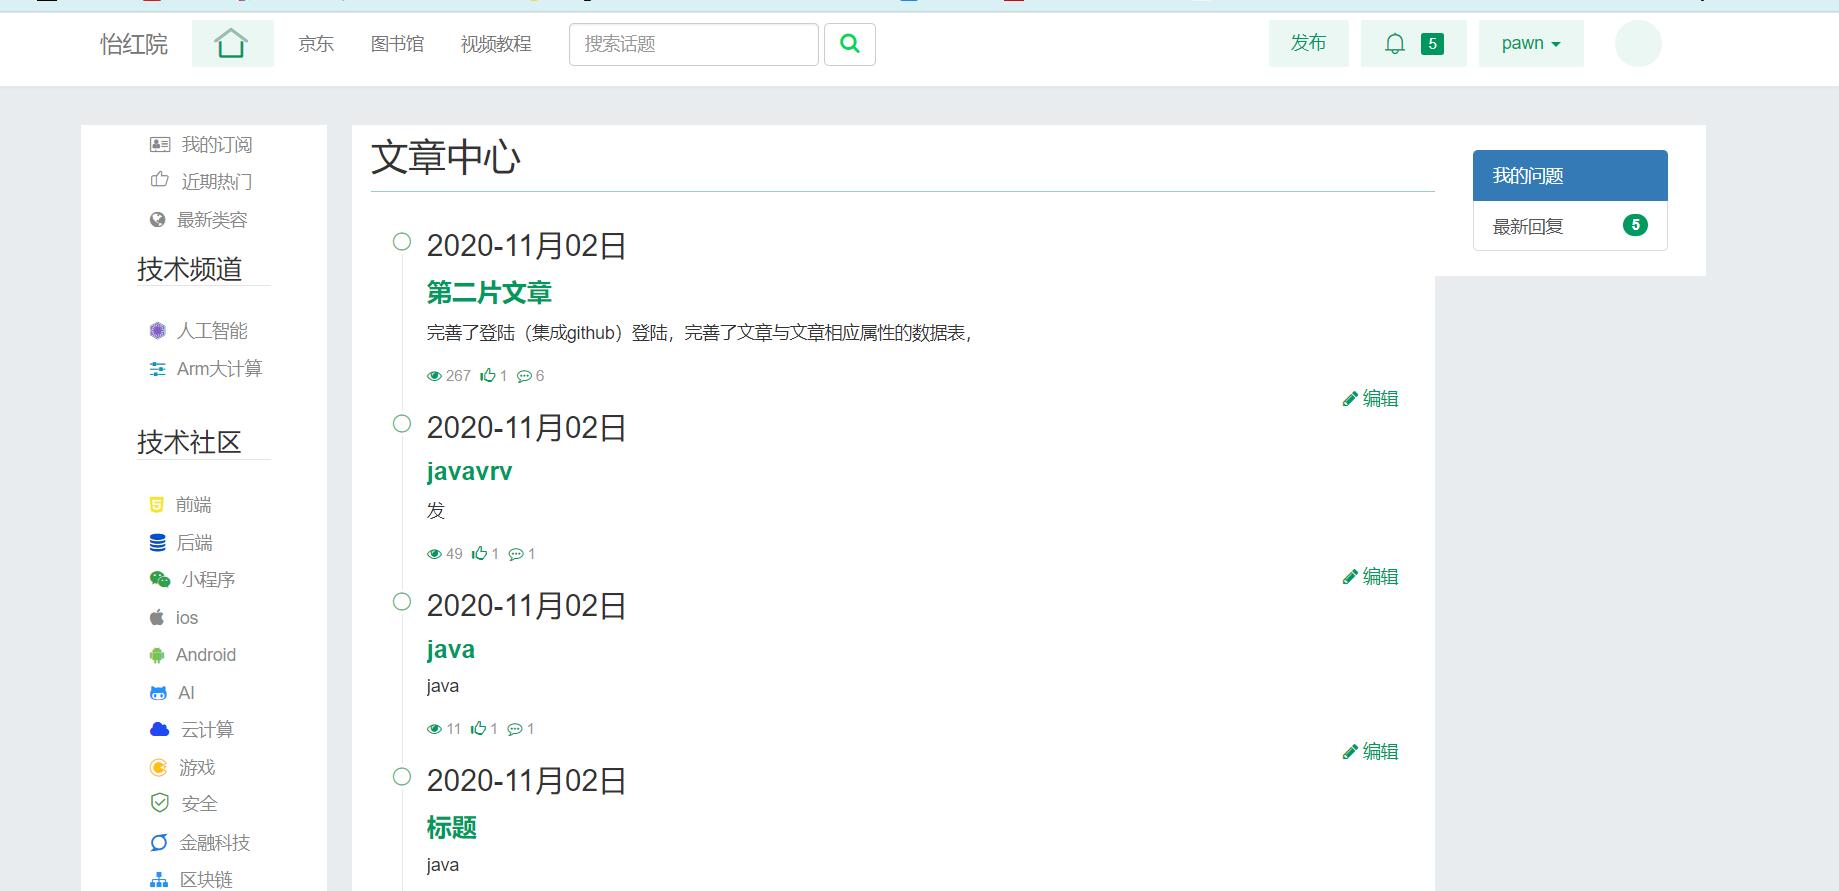 怡红院 京东 图书馆 视频教程 搜索话题 发布 5 pawn
我的订阅
近期热门
最新类容
技术频道
人工智能
Arm大计算
技术社区
前端
后端
小程序
ios
Android
AI
云计算
游戏
安全
金融科技
区块链
文章中心
2020-11月02日
第二片文章
完善了登陆（集成github）登陆，完善了文章与文章相应属性的数据表，
267 1 6
编辑
2020-11月02日
javavrv
发
49 1 1
编辑
2020-11月02日
java
java
11 1 1
编辑
2020-11月02日
标题
java
我的问题
最新回复 5